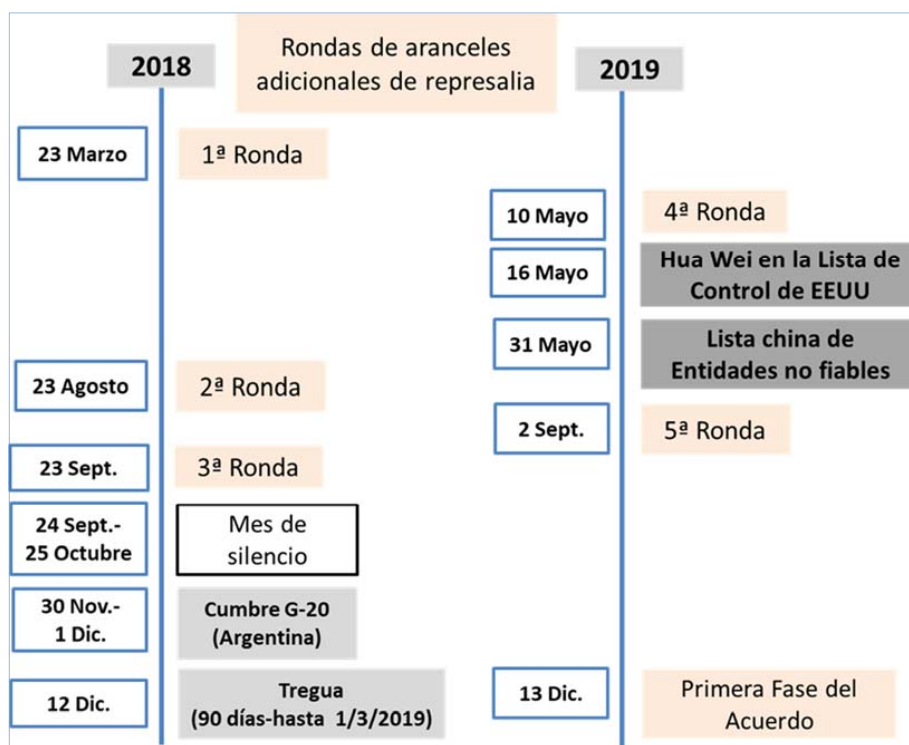 Rondas de aranceles
adicionales de represalia
2018
23 Marzo
1ª Ronda
23 Agosto
2ª Ronda
23 Sept.
3ª Ronda
24 Sept.-
25 Octubre
Mes de
silencio
30 Nov.-
1 Dic.
Cumbre G-20
(Argentina)
12 Dic.
Tregua
(90 días-hasta 1/3/2019)
2019
10 Mayo
4ª Ronda
16 Mayo
Hua Wei en la Lista de
Control de EEUU
31 Mayo
Lista china de
Entidades no fiables
2 Sept.
5ª Ronda
13 Dic.
Primera Fase del
Acuerdo